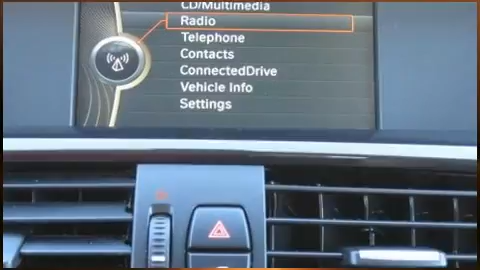 CD/Multimedia
Radio
Telephone
Contacts
ConnectedDrive
Vehicle Info
Settings